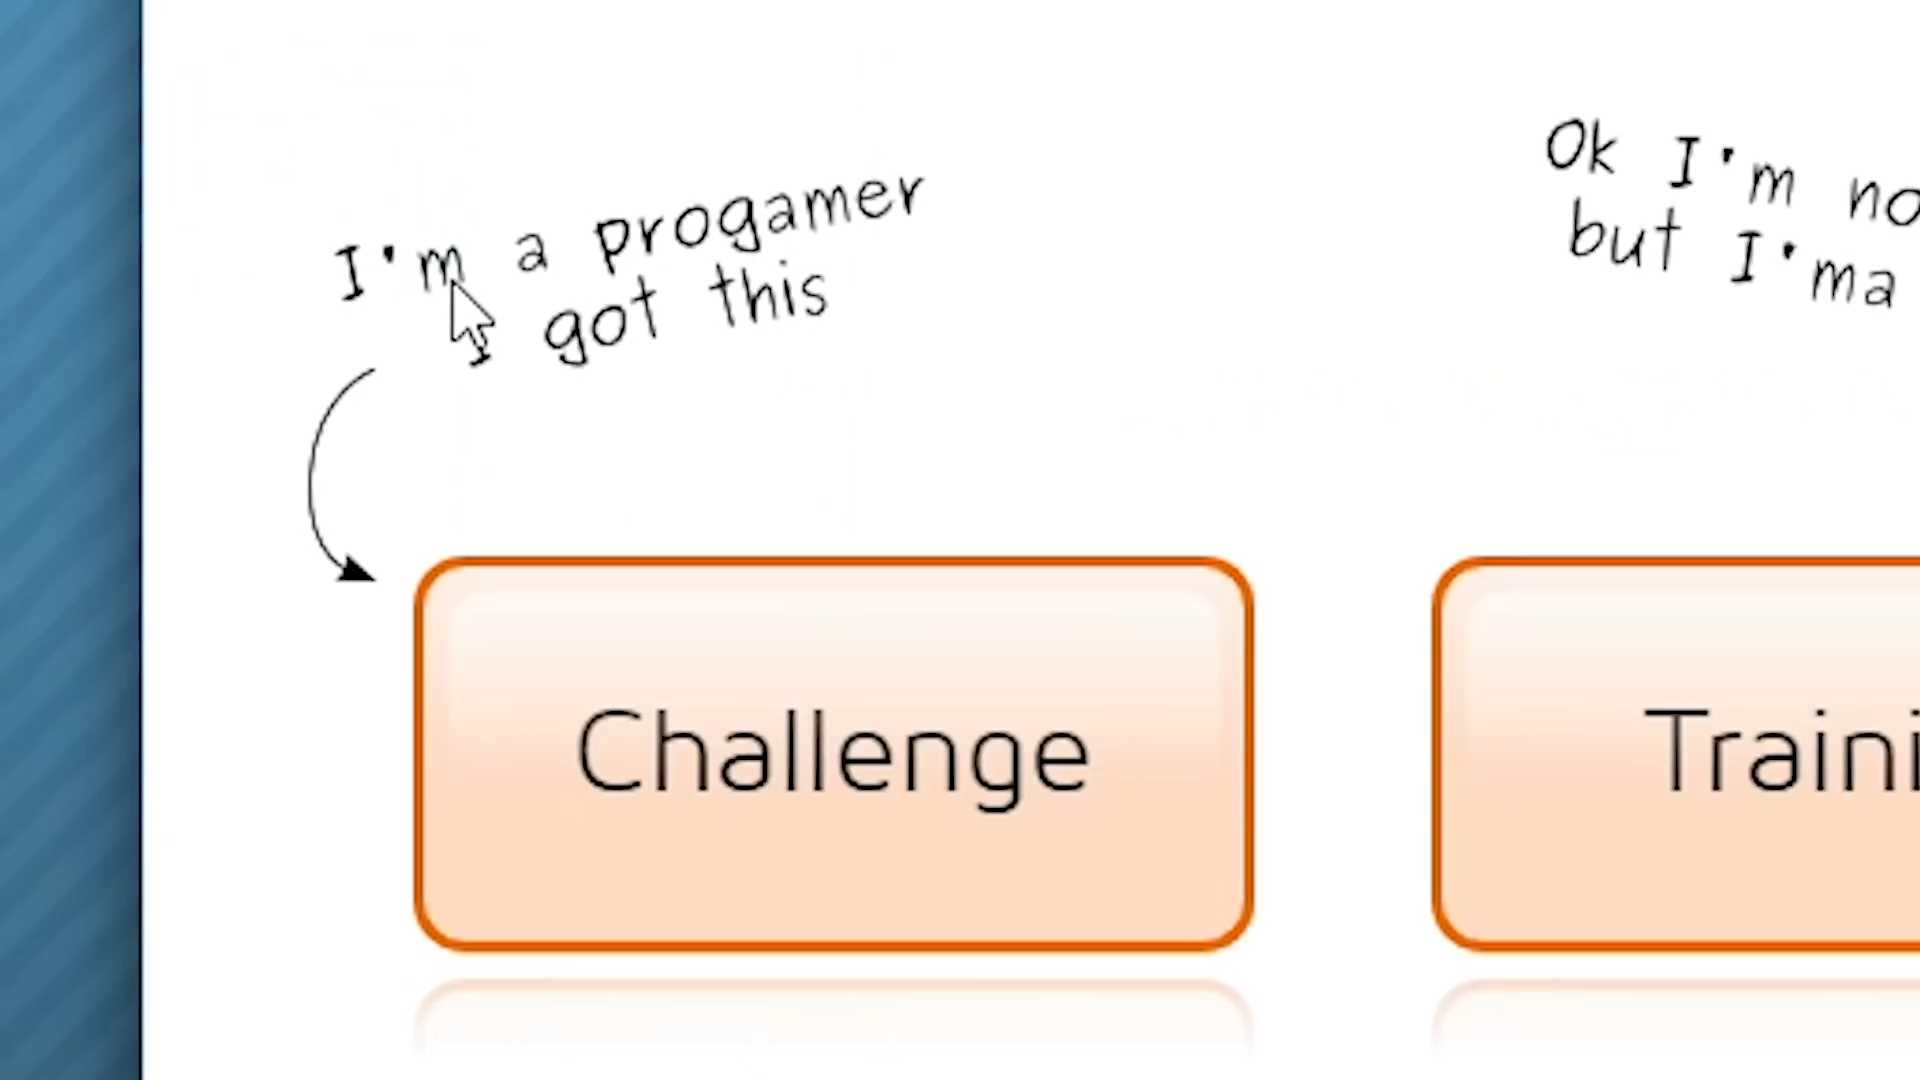 I'm a progamer
I got this
Ok I'm no
but I'ma
Challenge
Traini